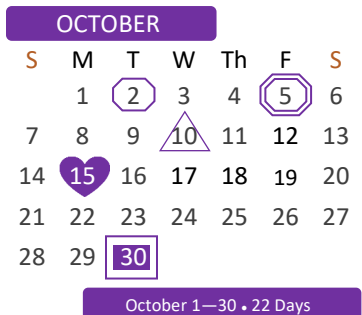 OCTOBER
S M T W Th F S
1 2 3 4 5 6
7 8 9 10 11 12 13
14 15 16 17 18 19 20
21 22 23 24 25 26 27
28 29 30
October 1—30 • 22 Days